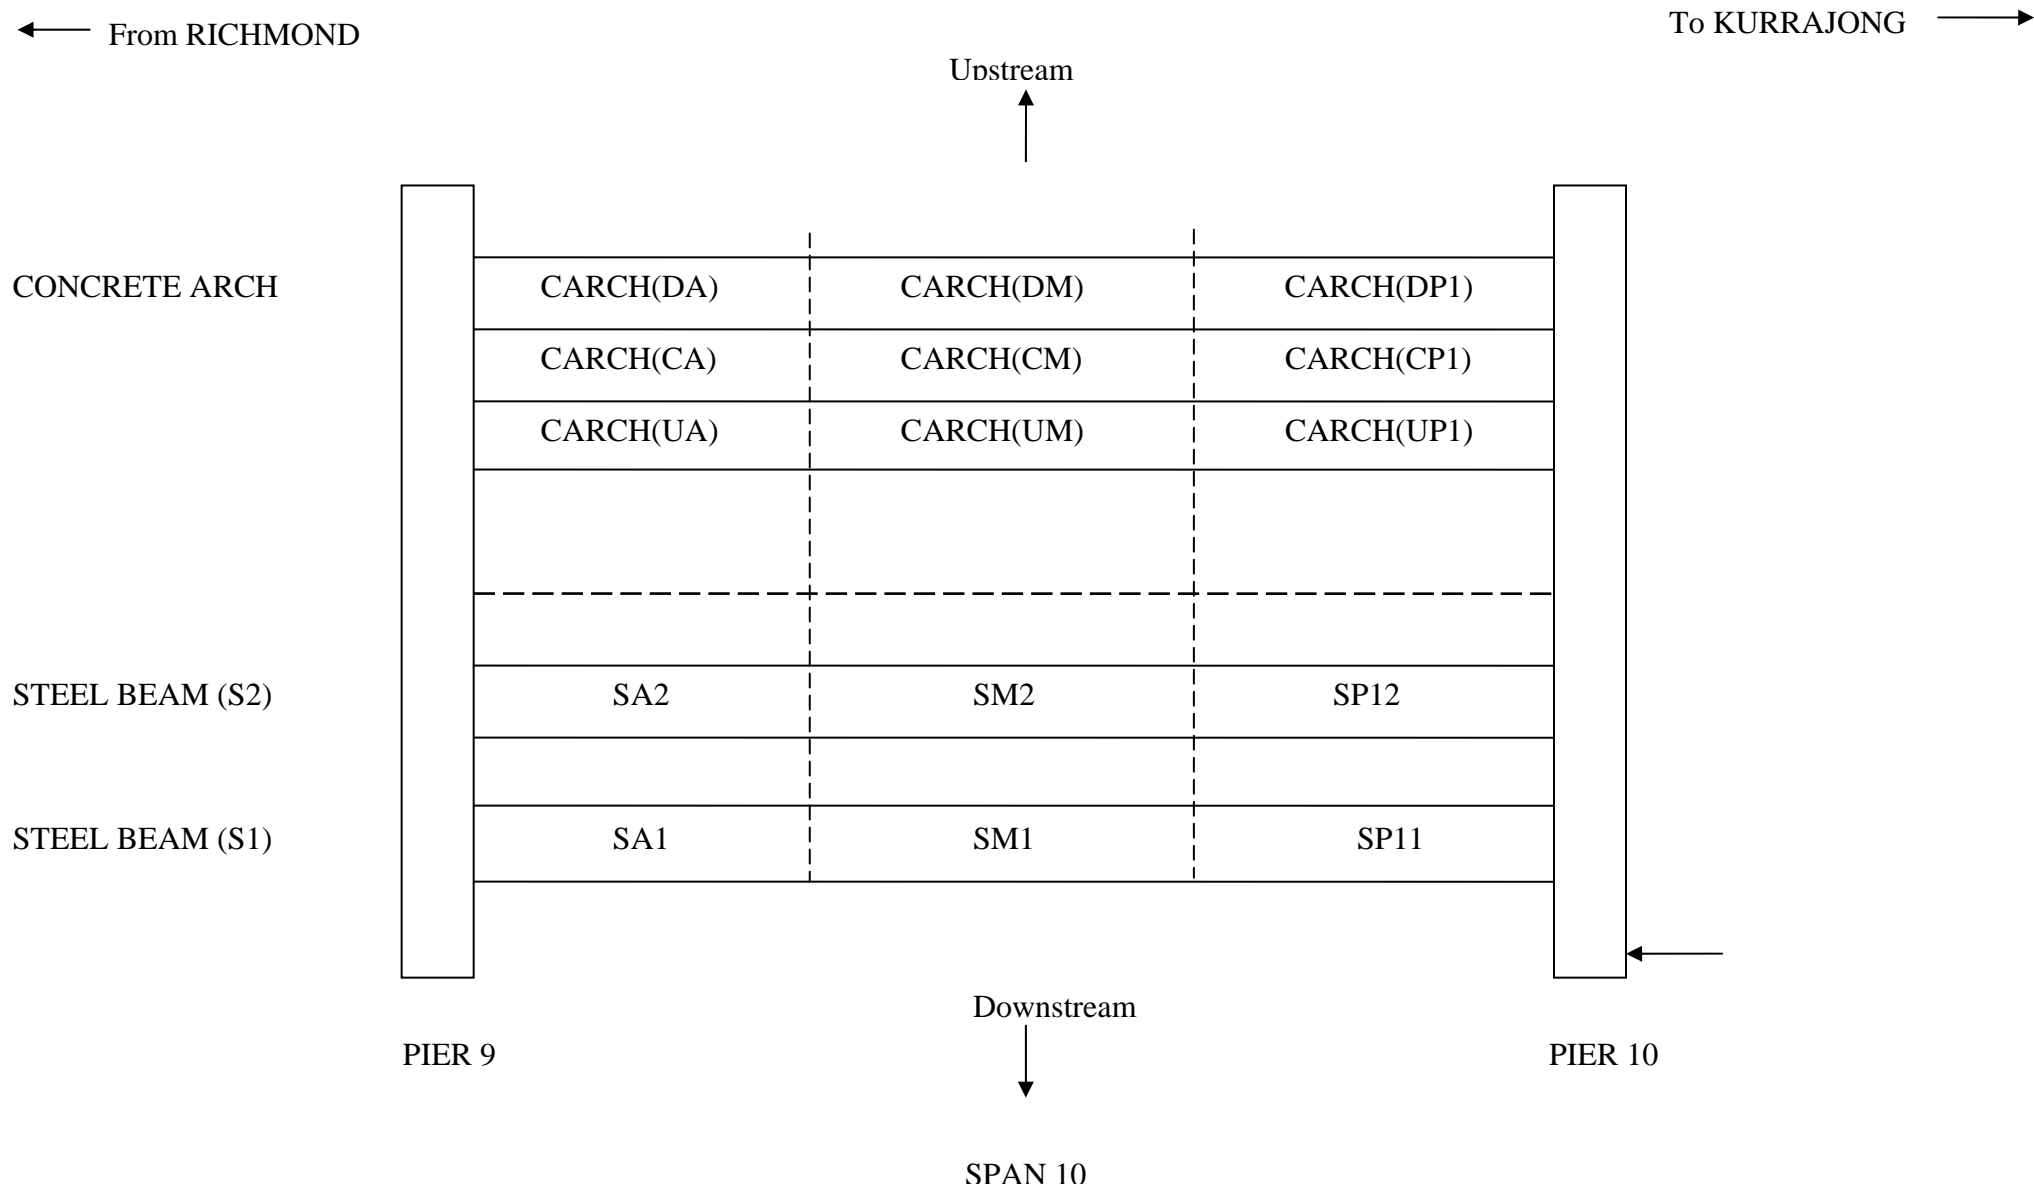 From RICHMOND
To KURRAJONG
Upstream
CONCRETE ARCH
CARCH(DA) CARCH(DM) CARCH(DP1)
CARCH(CA) CARCH(CM) CARCH(CP1)
CARCH(UA) CARCH(UM) CARCH(UP1)
STEEL BEAM (S2) SA2 SM2 SP12
STEEL BEAM (S1) SA1 SM1 SP11
Downstream
PIER 9
PIER 10
SPAN 10